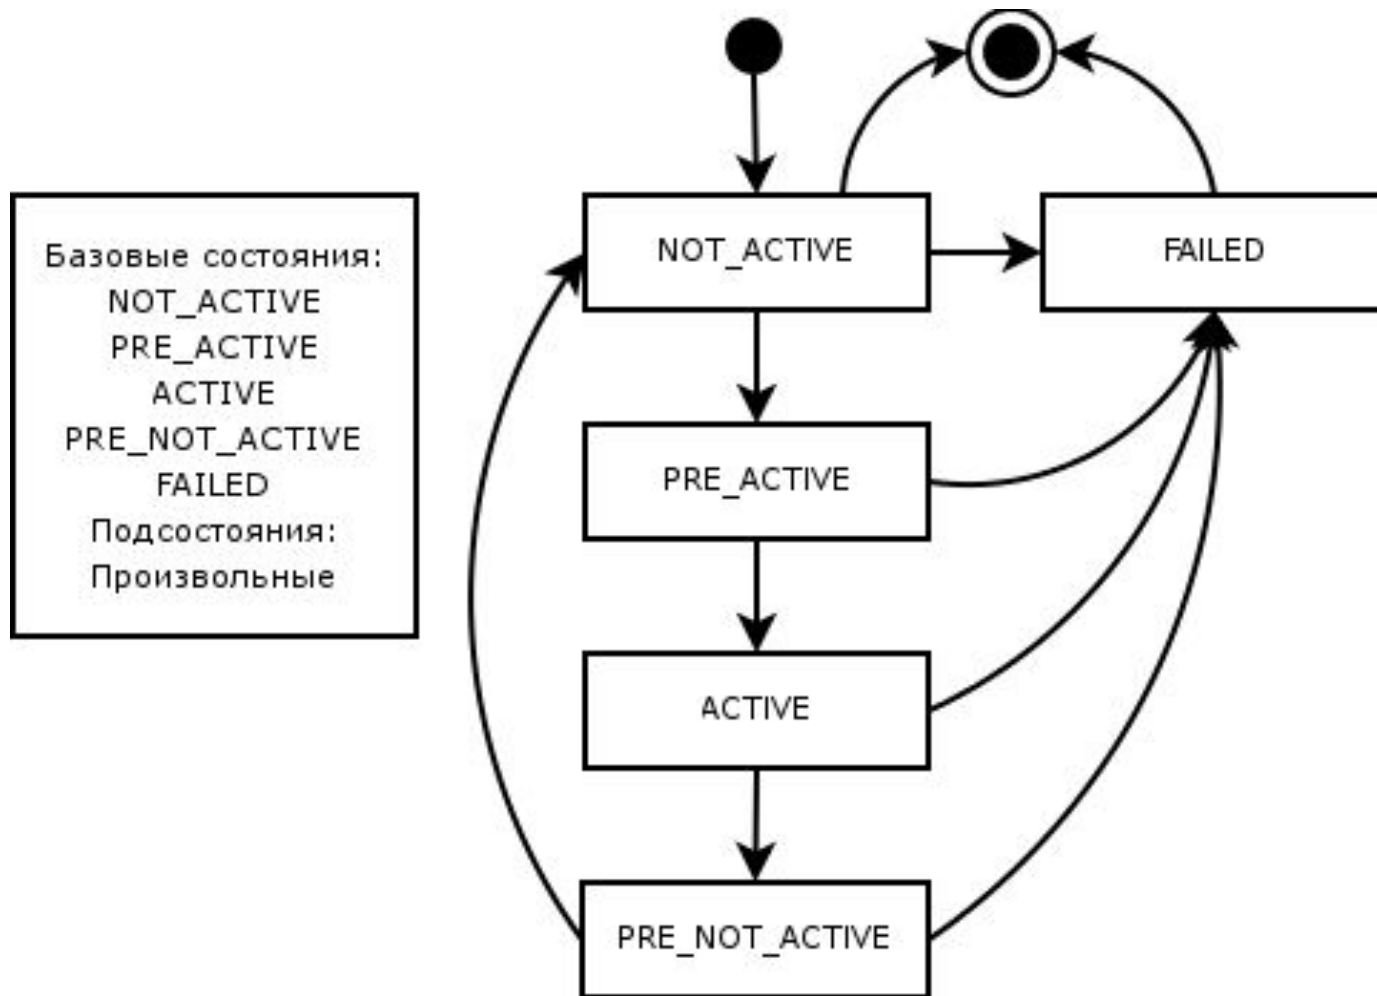 Базовые состояния:
NOT_ACTIVE
PRE_ACTIVE
ACTIVE
PRE_NOT_ACTIVE
FAILED
Подсостояния:
Произвольные
NOT_ACTIVE
FAILED
PRE_ACTIVE
ACTIVE
PRE_NOT_ACTIVE